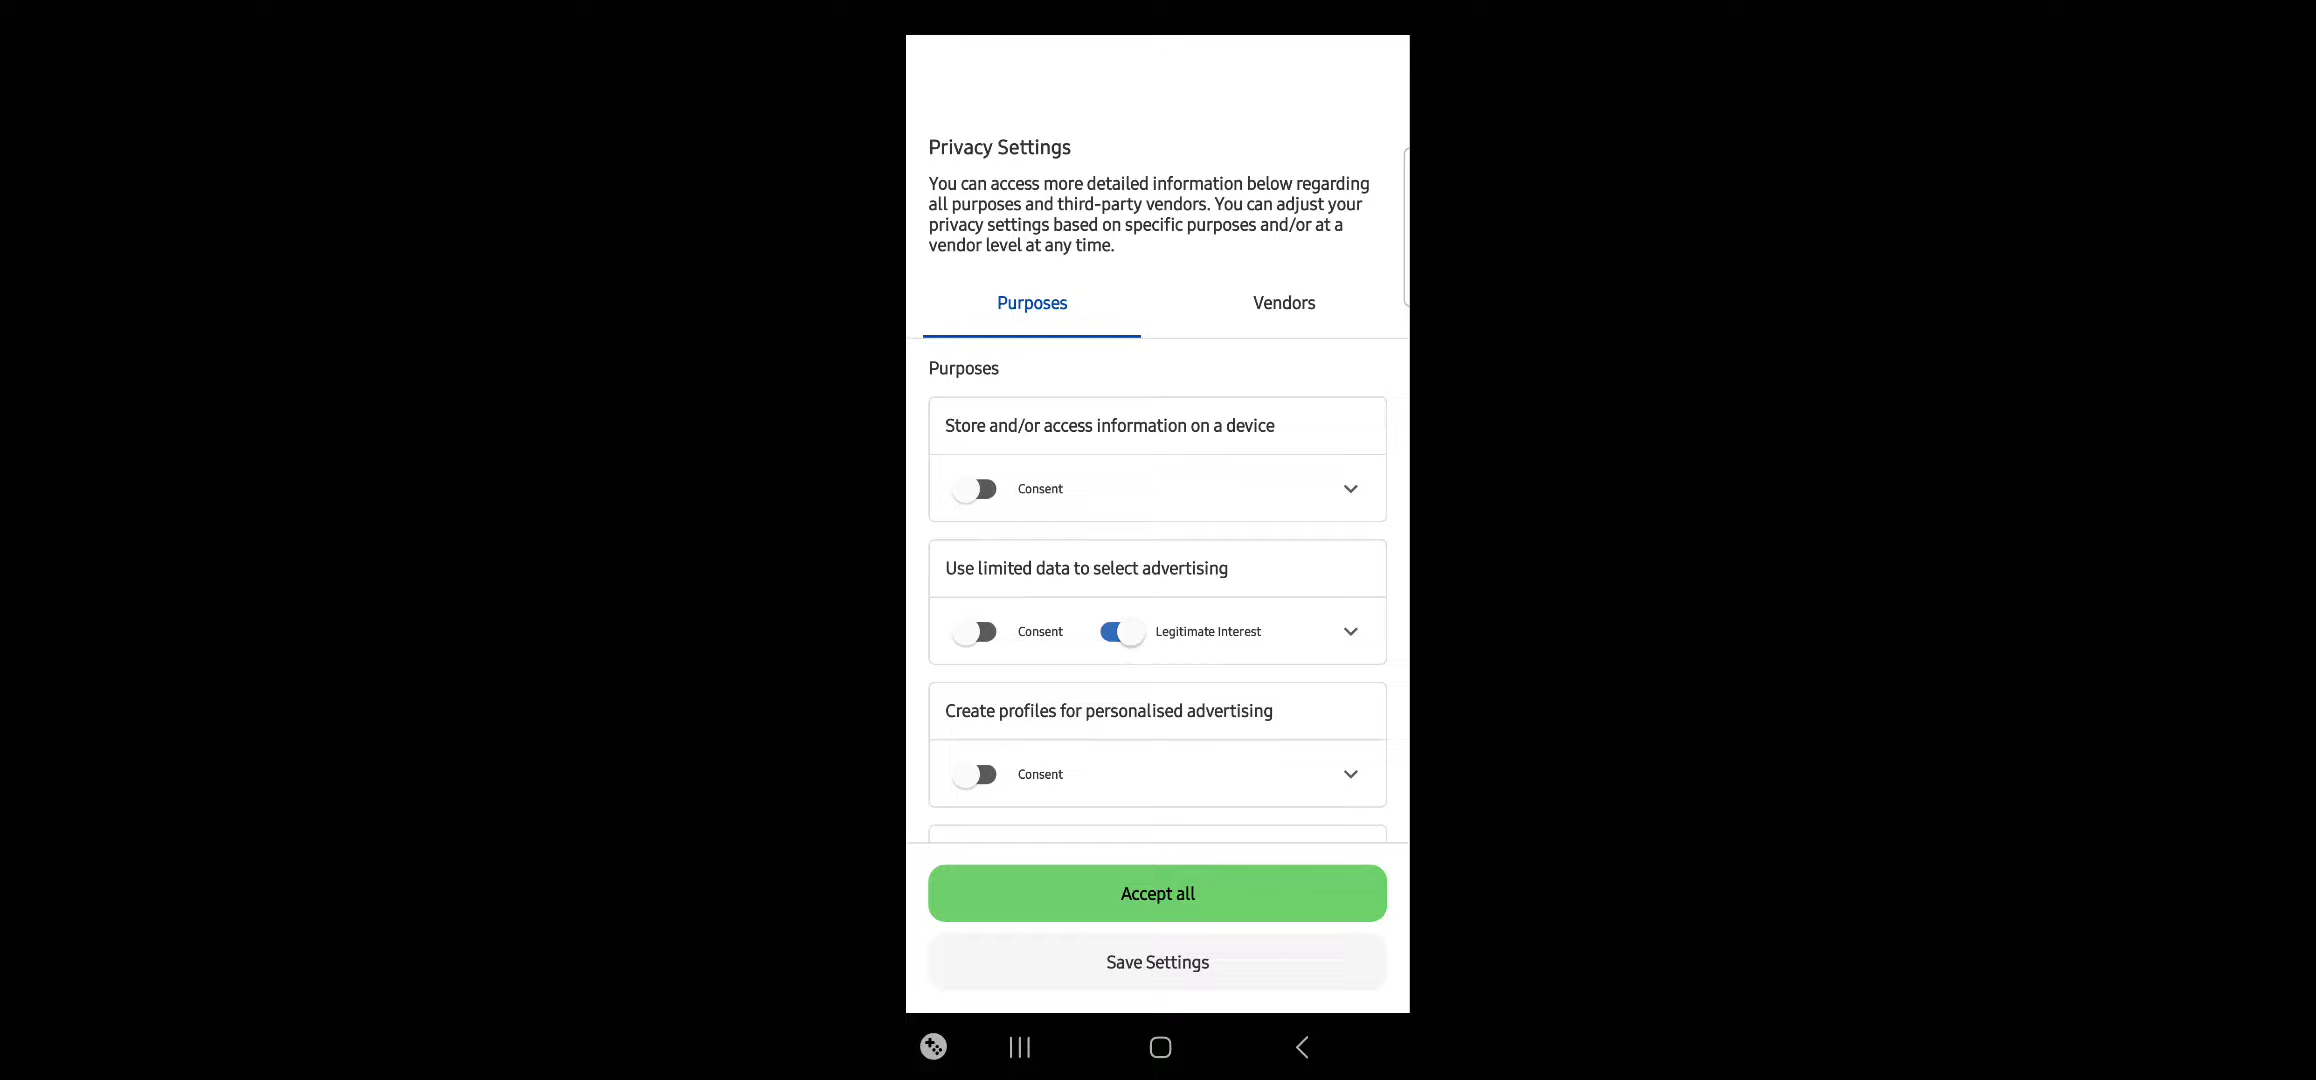 Privacy Settings
You can access more detailed information below regarding
all purposes and third-party vendors. You can adjust your
privacy settings based on specific purposes and/or at a
vendor level at any time.
Purposes
Vendors
Purposes
Store and/or access information on a device
Consent
Use limited data to select advertising
Consent
Legitimate Interest
Create profiles for personalised advertising
Consent
Accept all
Save Settings